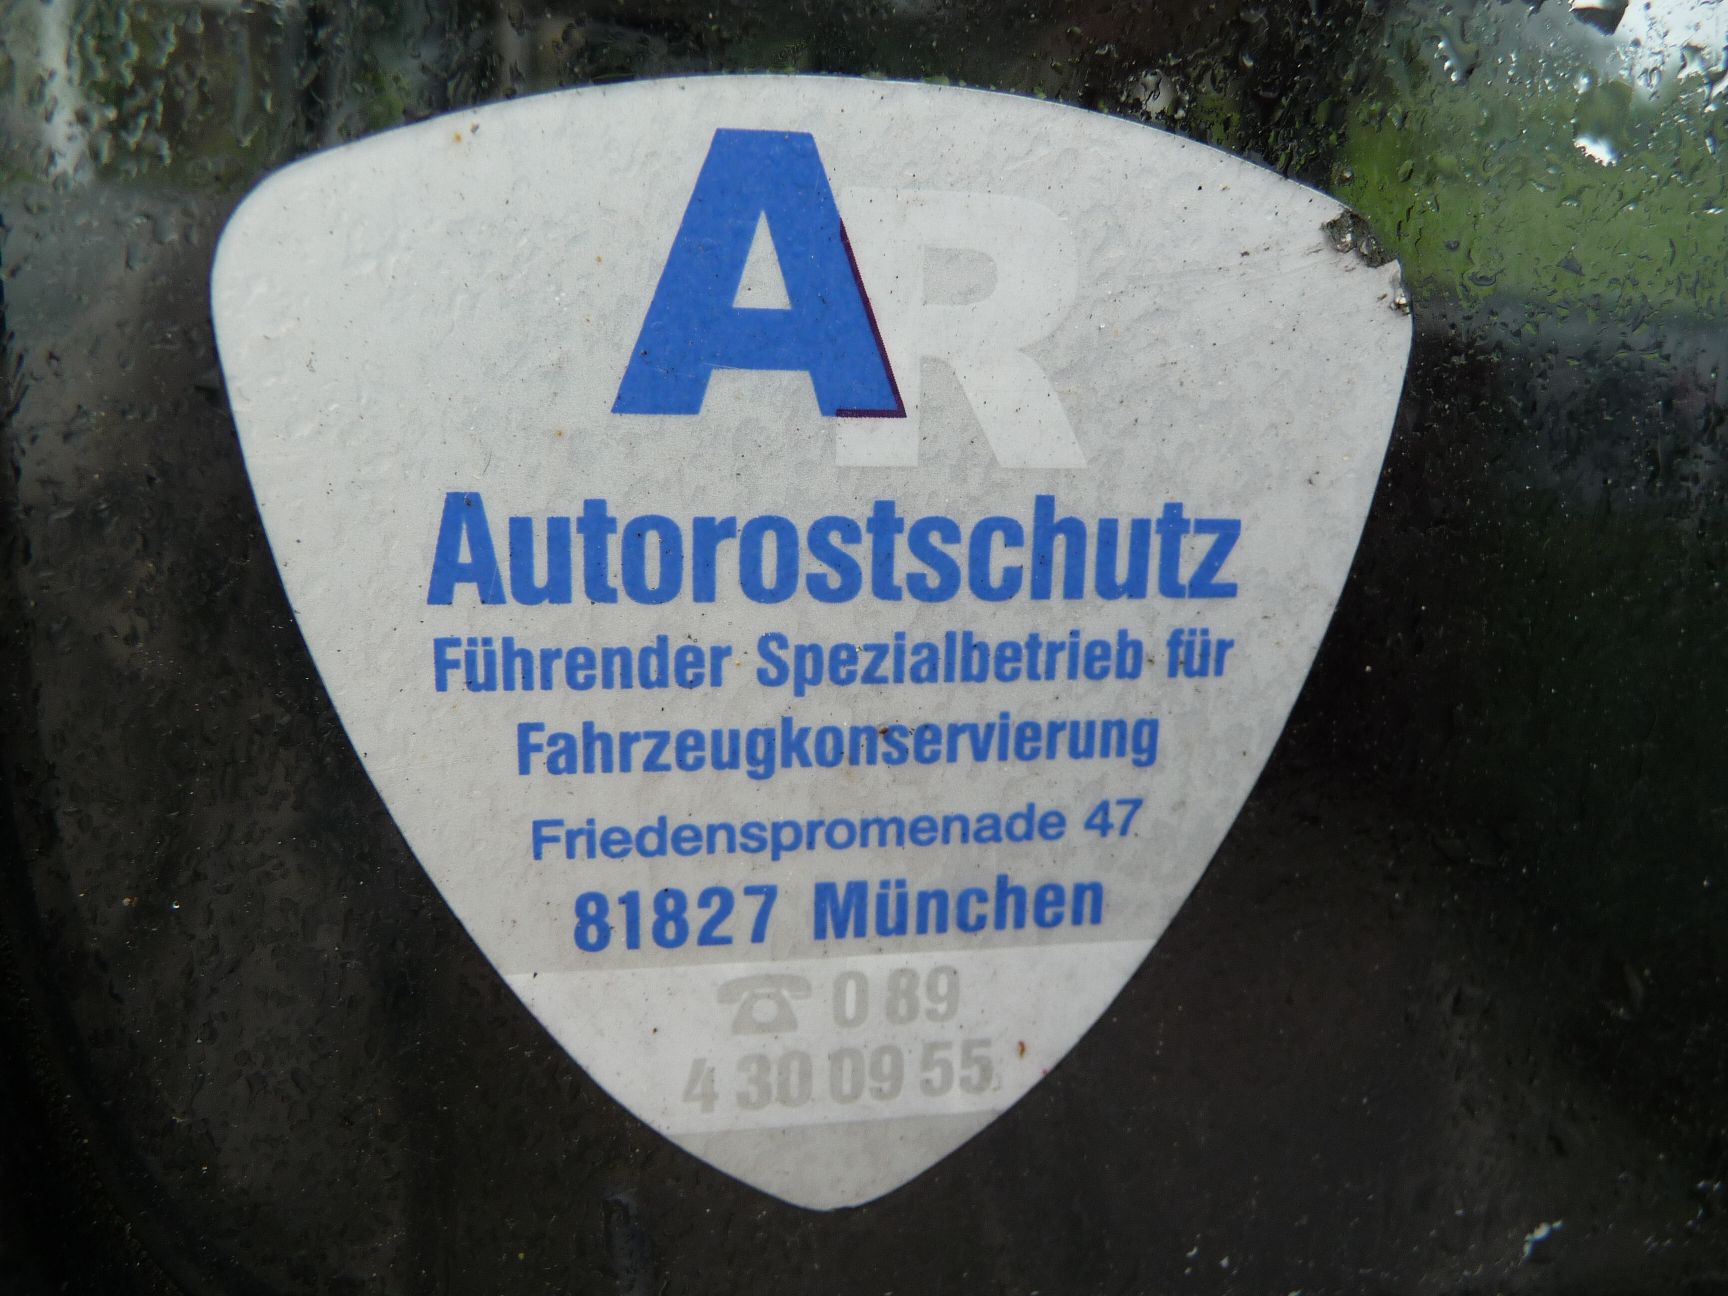 AR
Autorostschutz
Führender Spezialbetrieb für
Fahrzeugkonservierung
Friedenspromenade 47
81827 München
☎ 0 89
4 30 09 55